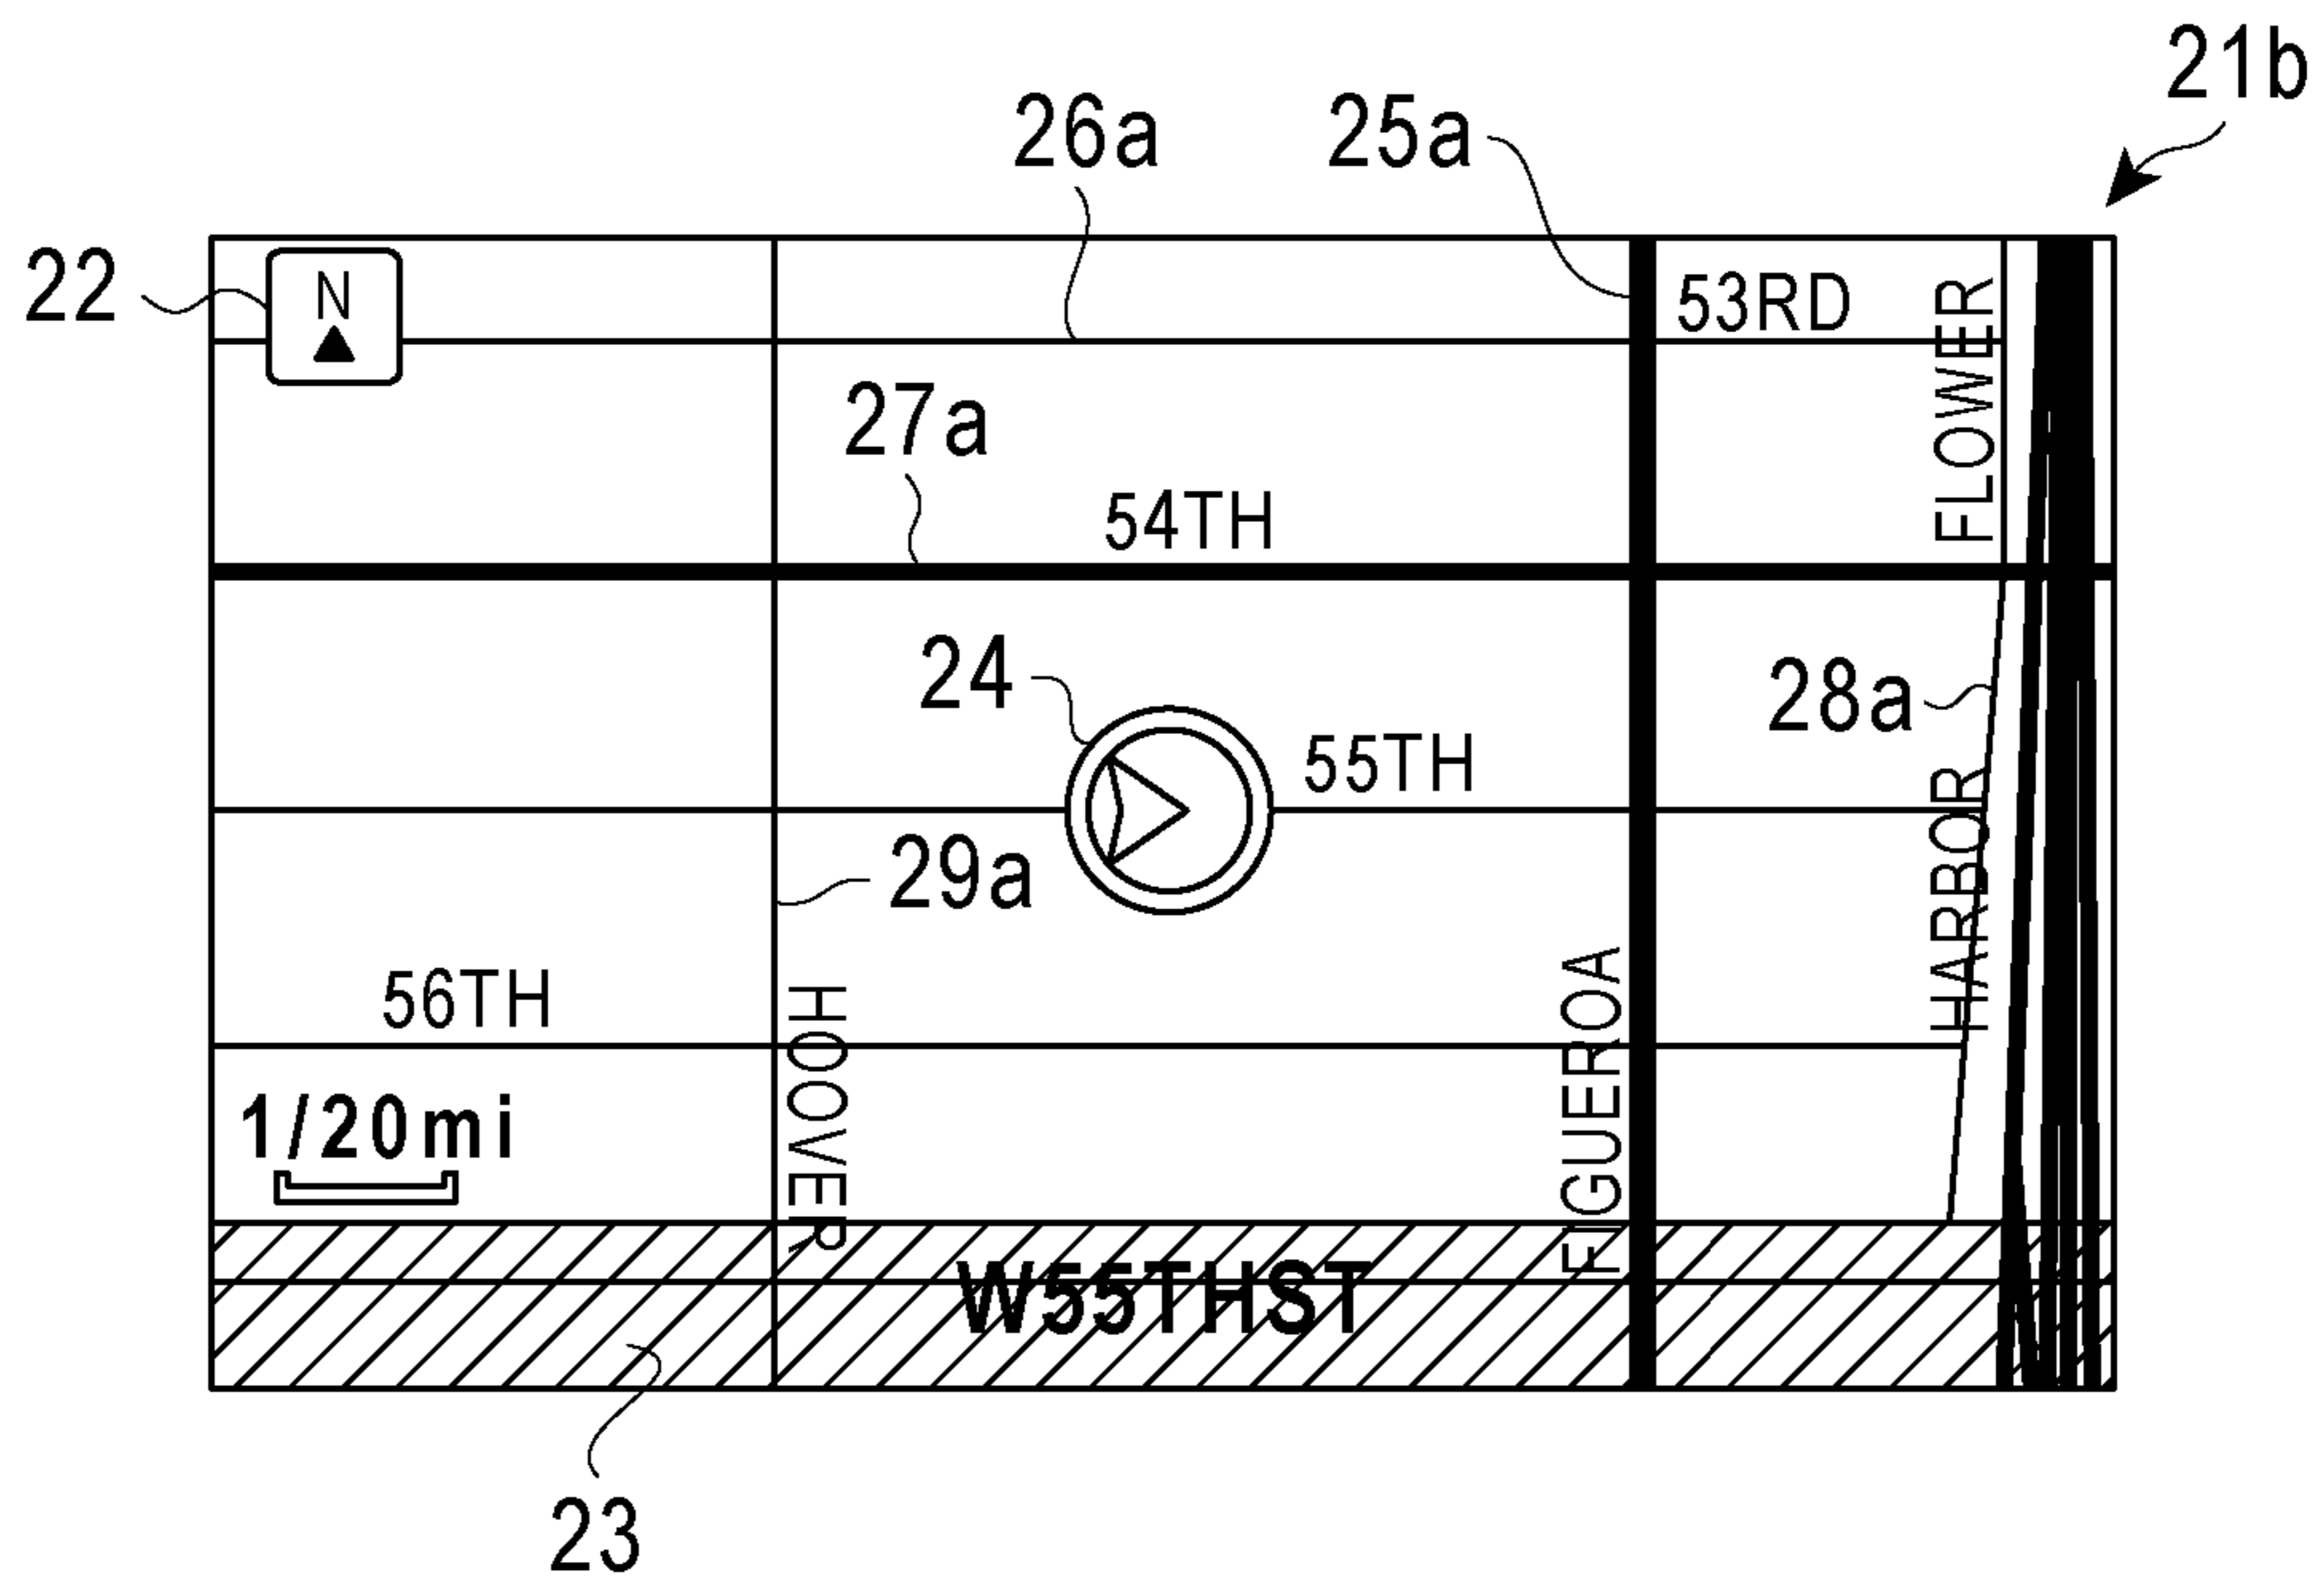 21b
26a
25a
22
N
53RD
FLOWER
27a
54TH
24
28a
55TH
HARBOR
29a
56TH
HOOVER
FIGUEROA
1/20mi
W55THST
23